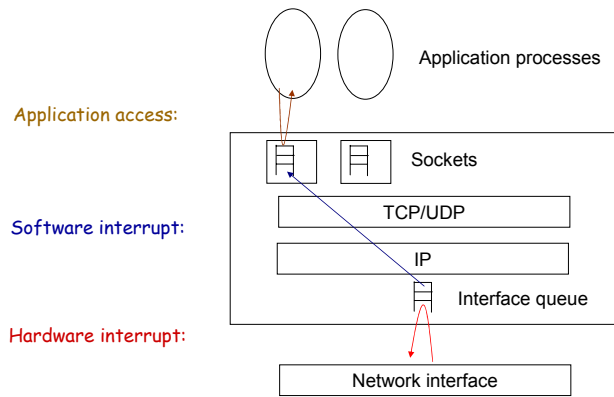 Application processes
Application access:
Sockets
TCP/UDP
Software interrupt:
IP
Interface queue
Hardware interrupt:
Network interface